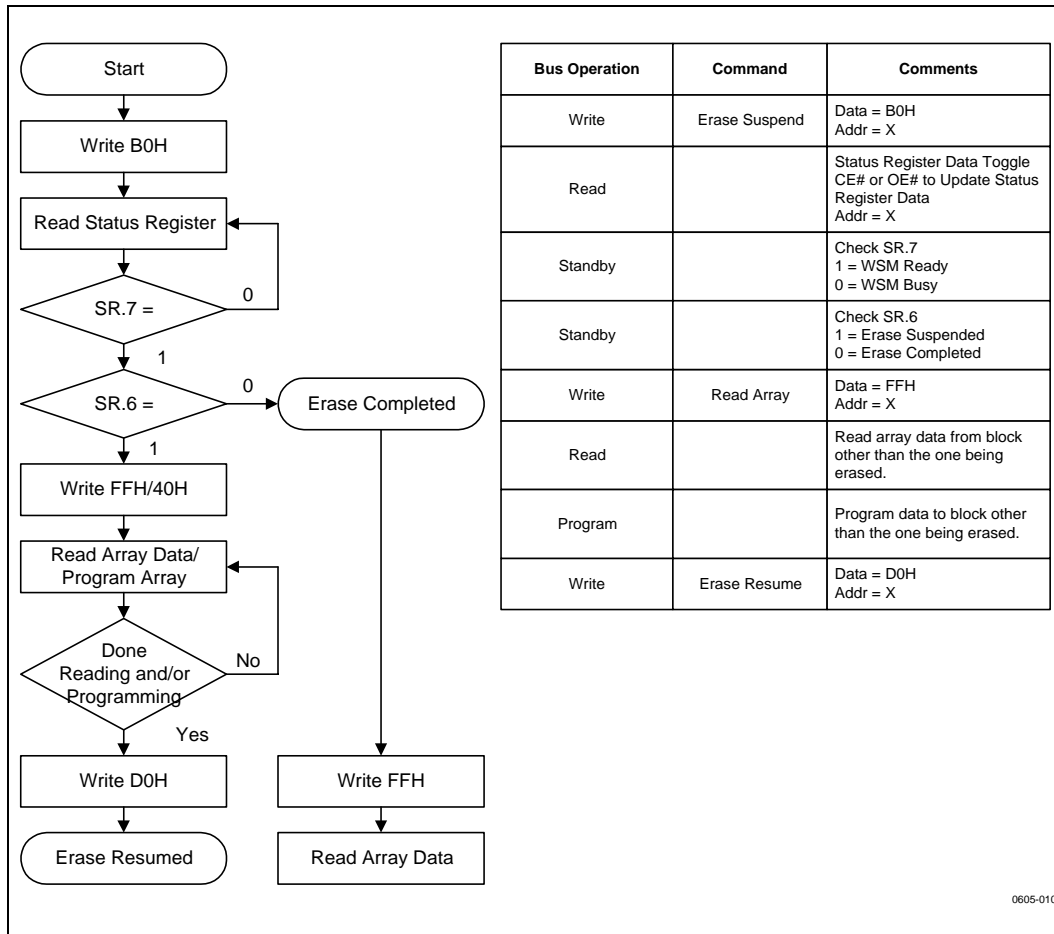 Start
Write B0H
Read Status Register
SR.7 =
0
1
SR.6 =
0
Erase Completed
1
Write FFH/40H
Read Array Data/
Program Array
Done
Reading and/or
Programming
No
Yes
Write D0H
Write FFH
Erase Resumed
Read Array Data
Bus Operation Command Comments
Write Erase Suspend Data = B0H
Addr = X
Read Status Register Data Toggle
CE# or OE# to Update Status
Register Data
Addr = X
Standby Check SR.7
1 = WSM Ready
0 = WSM Busy
Standby Check SR.6
1 = Erase Suspended
0 = Erase Completed
Write Read Array Data = FFH
Addr = X
Read Read array data from block
other than the one being
erased.
Program Program data to block other
than the one being erased.
Write Erase Resume Data = D0H
Addr = X
0605-010